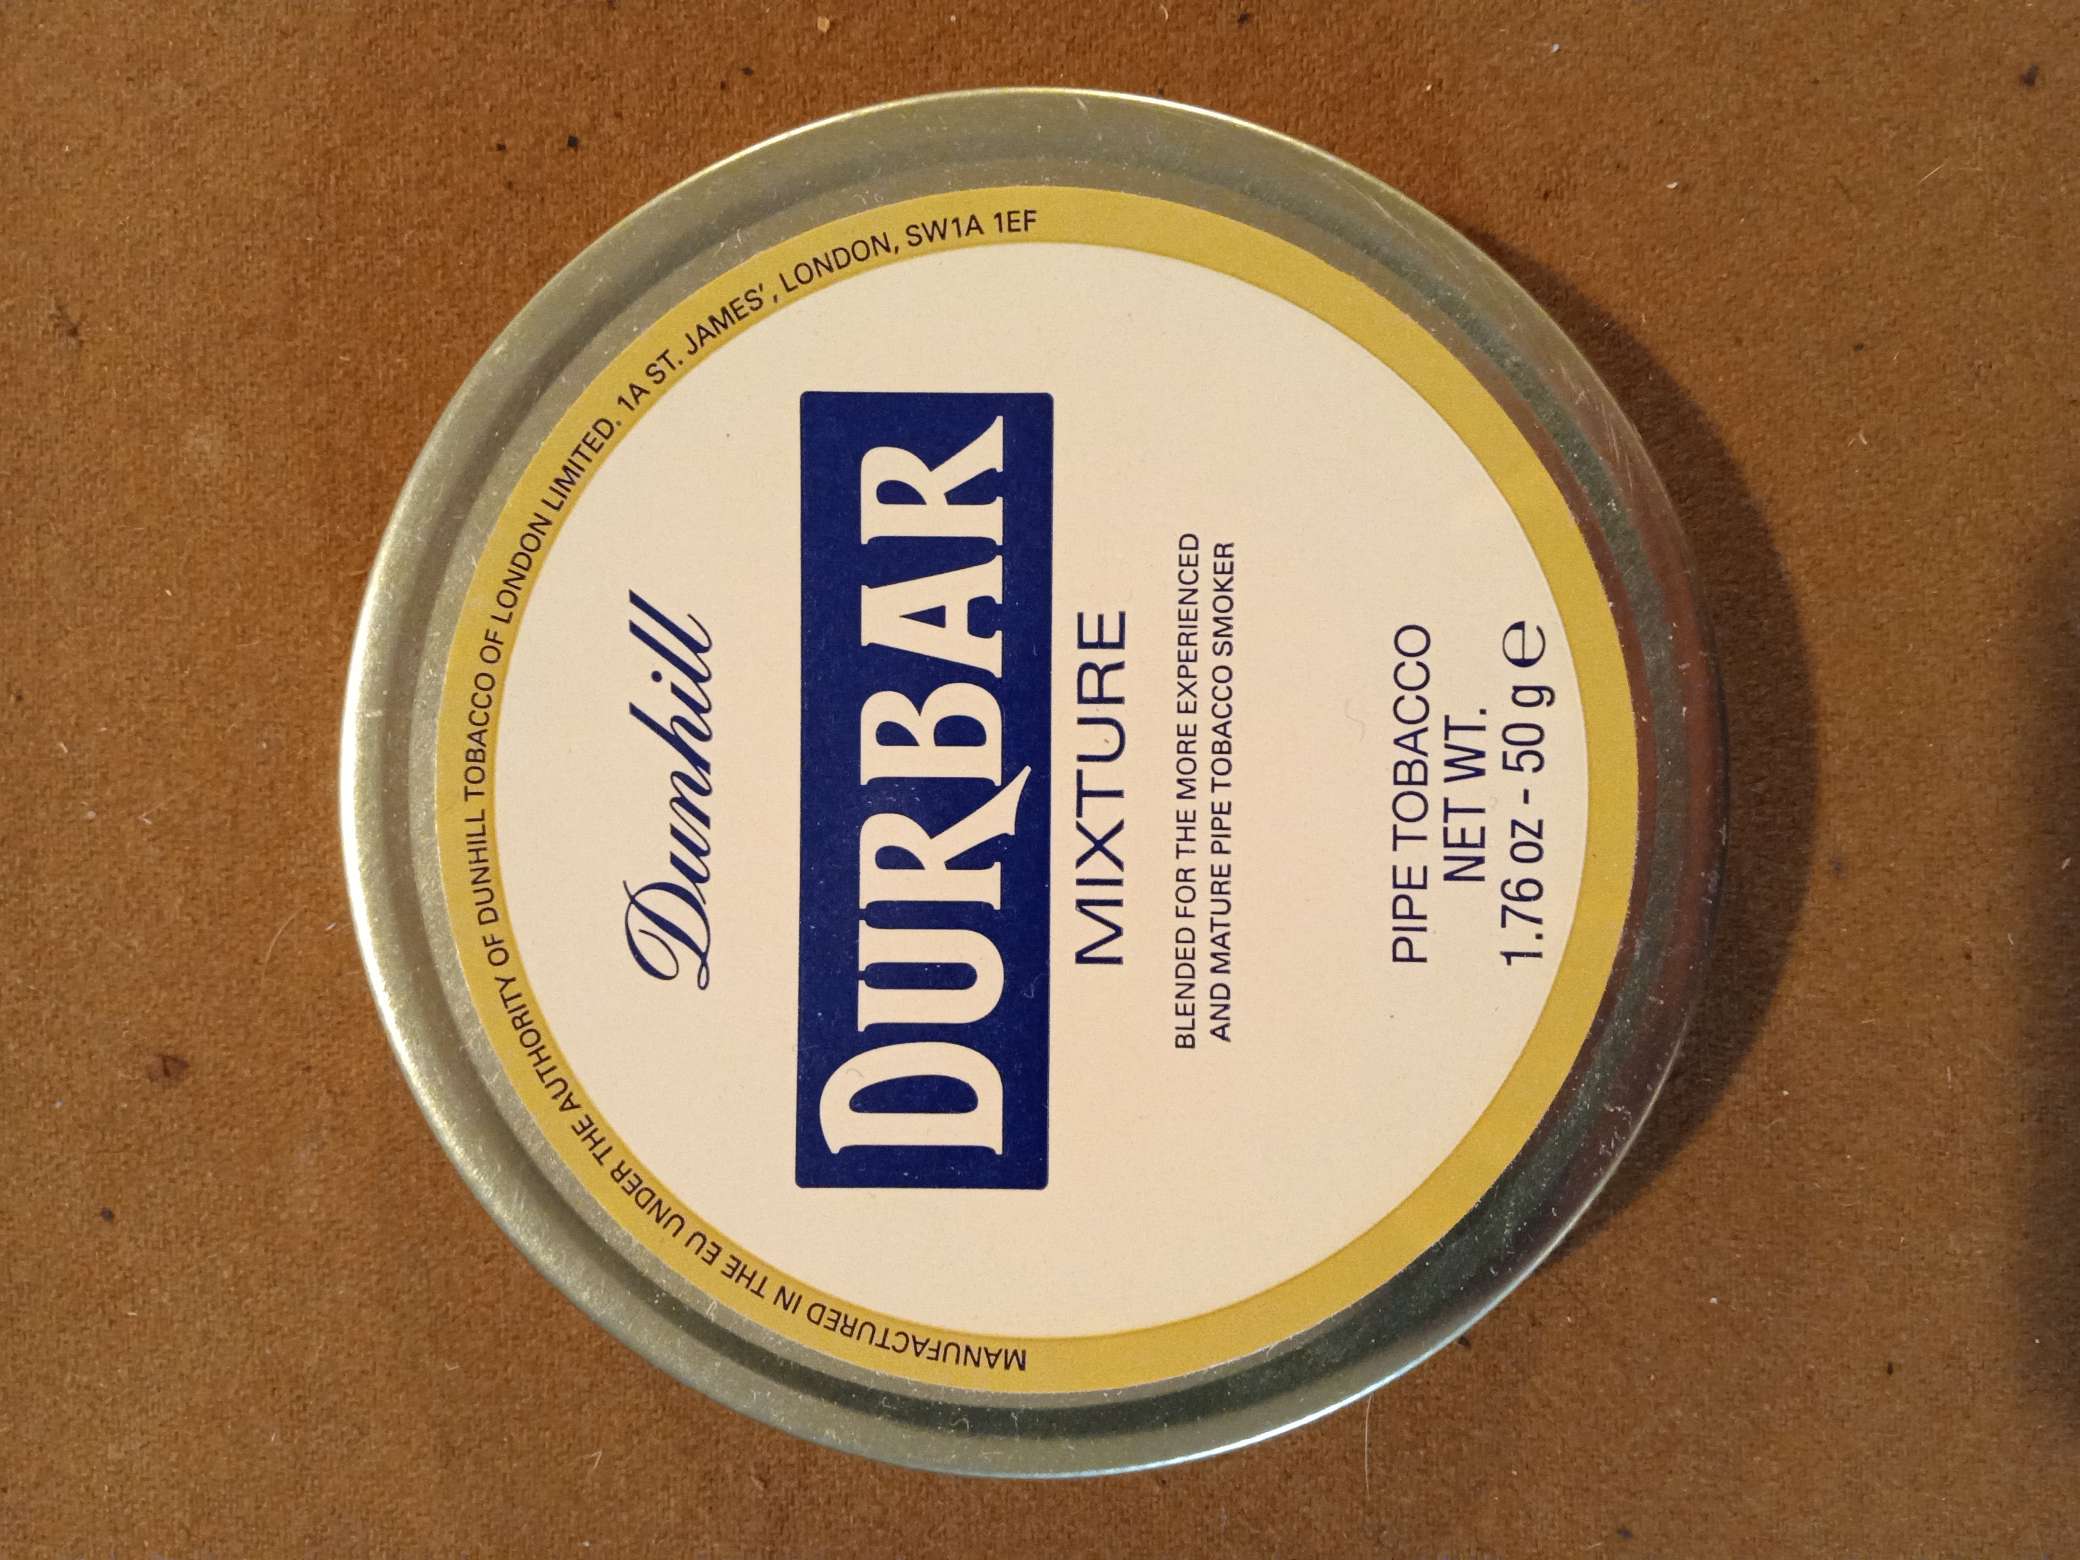 MANUFACTURED IN THE EU UNDER THE AUTHORITY OF DUNHILL TOBACCO OF LONDON LIMITED. 1A ST. JAMES', LONDON, SW1A 1EF
Dunhill
DURBAR
MIXTURE
BLENDED FOR THE MORE EXPERIENCED
AND MATURE PIPE TOBACCO SMOKER
PIPE TOBACCO
NET WT.
1.76 oz - 50 g ℮